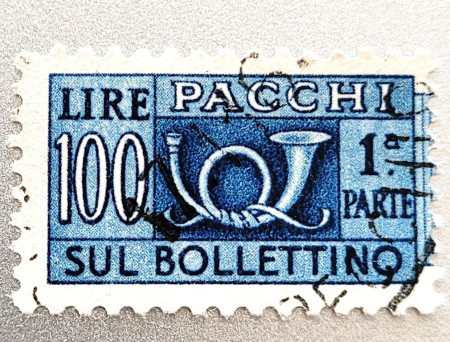 LIRE PACCHI
100 1.ª
PARTE
SUL BOLLETTINO